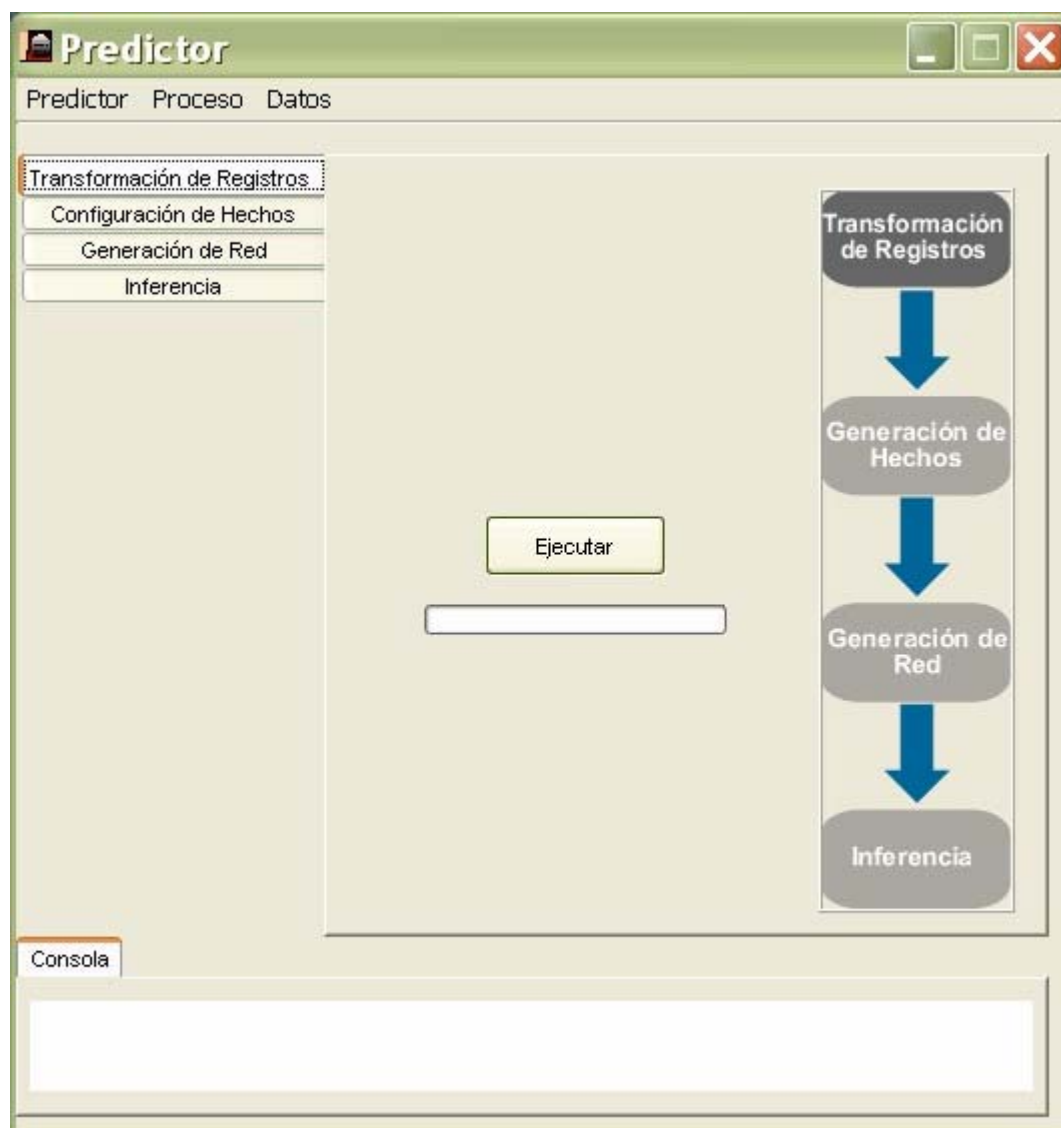 Predictor
Predictor Proceso Datos
Transformación de Registros
Configuración de Hechos
Generación de Red
Inferencia
Ejecutar
Transformación
de Registros
Generación de
Hechos
Generación de
Red
Inferencia
Consola